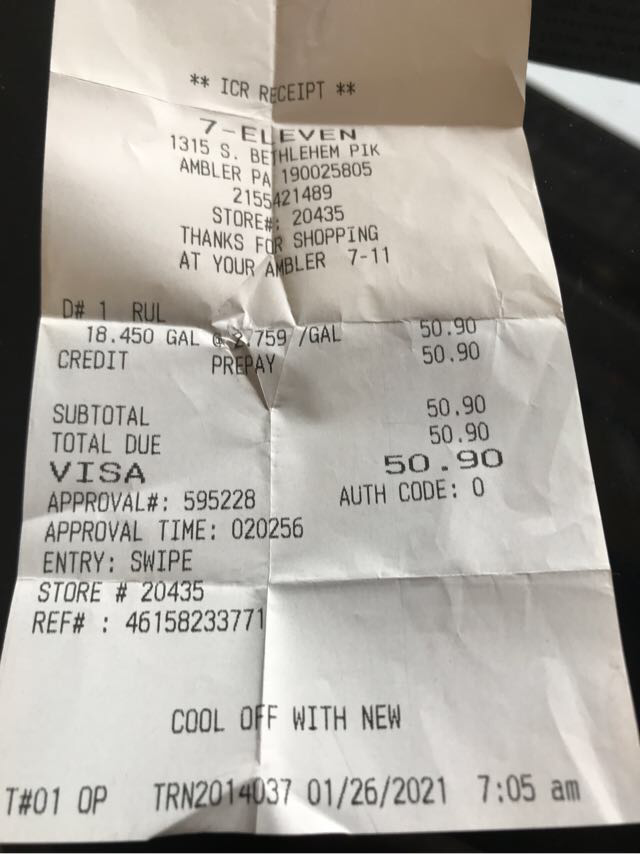 ** ICR RECEIPT **
7-ELEVEN
1315 S. BETHLEHEM PIK
AMBLER PA 190025805
2155421489
STORE#: 20435
THANKS FOR SHOPPING
AT YOUR AMBLER 7-11
D# 1 RUL
18.450 GAL @ 2.759 /GAL 50.90
CREDIT PREPAY 50.90
SUBTOTAL 50.90
TOTAL DUE 50.90
VISA 50.90
APPROVAL#: 595228 AUTH CODE: 0
APPROVAL TIME: 020256
ENTRY: SWIPE
STORE # 20435
REF# : 46158233771
COOL OFF WITH NEW
T#01 OP TRN2014037 01/26/2021 7:05 am